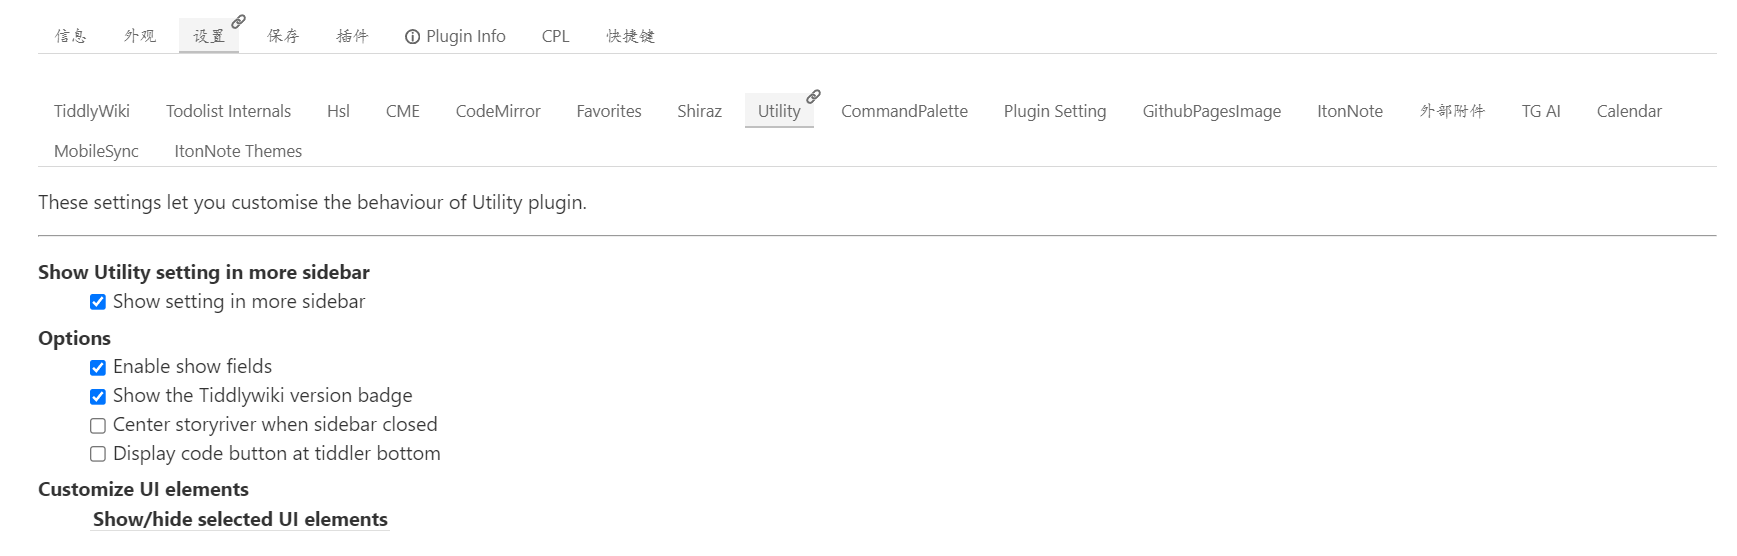 信息 外观 设置 保存 插件 Plugin Info CPL 快捷键
TiddlyWiki Todolist Internals Hsl CME CodeMirror Favorites Shiraz Utility CommandPalette Plugin Setting GithubPagesImage ItonNote 外部附件 TG AI Calendar
MobileSync ItonNote Themes
These settings let you customise the behaviour of Utility plugin.
Show Utility setting in more sidebar
Show setting in more sidebar
Options
Enable show fields
Show the Tiddlywiki version badge
Center storyriver when sidebar closed
Display code button at tiddler bottom
Customize UI elements
Show/hide selected UI elements